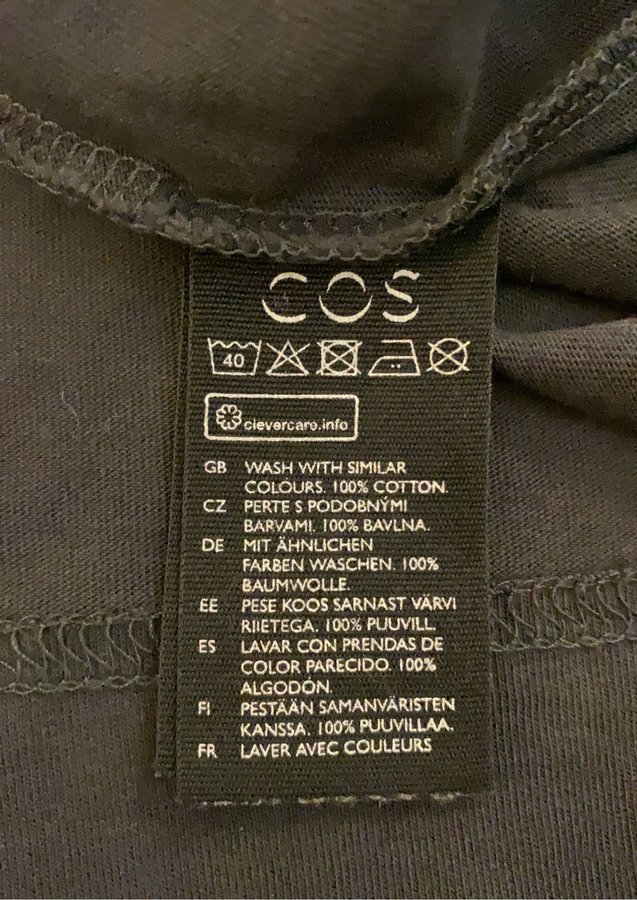 COS
40
clevercare.info
GB WASH WITH SIMILAR
COLOURS. 100% COTTON.
CZ PERTE S PODOBNÝMI
BARVAMI. 100% BAVLNA.
DE MIT ÄHNLICHEN
FARBEN WASCHEN. 100%
BAUMWOLLE.
EE PESE KOOS SARNAST VÄRVI
RIIETEGA. 100% PUUVILL.
ES LAVAR CON PRENDAS DE
COLOR PARECIDO. 100%
ALGODÓN.
FI PESTÄÄN SAMANVÄRISTEN
KANSSA. 100% PUUVILLAA.
FR LAVER AVEC COULEURS